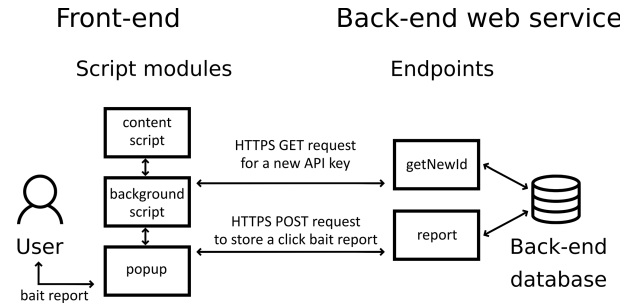 Front-end
Back-end web service
Script modules
Endpoints
content
script
HTTPS GET request
for a new API key
getNewId
background
script
HTTPS POST request
to store a click bait report
report
User
Back-end
database
popup
bait report